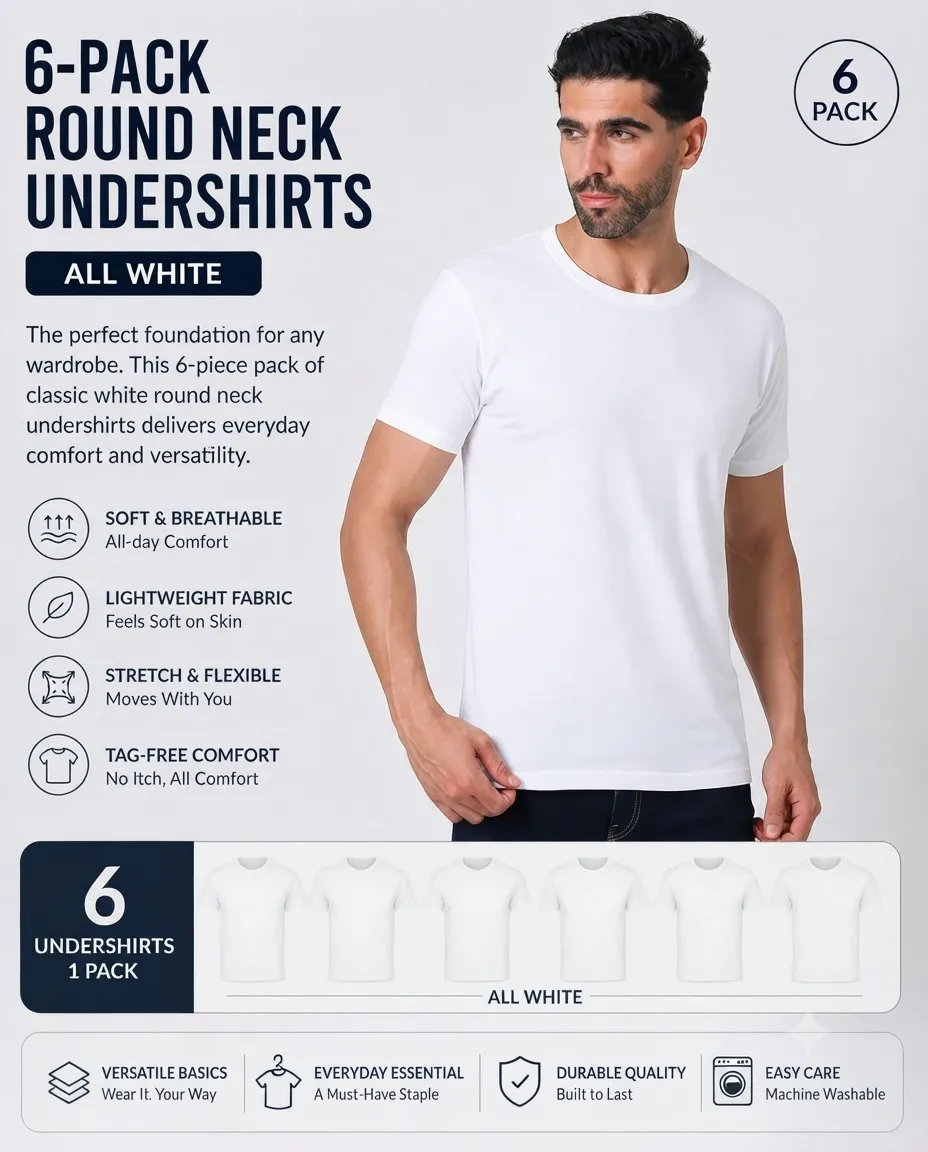 6-PACK
ROUND NECK
UNDERSHIRTS
ALL WHITE
6
PACK
The perfect foundation for any
wardrobe. This 6-piece pack of
classic white round neck
undershirts delivers everyday
comfort and versatility.
SOFT & BREATHABLE
All-day Comfort
LIGHTWEIGHT FABRIC
Feels Soft on Skin
STRETCH & FLEXIBLE
Moves With You
TAG-FREE COMFORT
No Itch, All Comfort
6
UNDERSHIRTS
1 PACK
ALL WHITE
VERSATILE BASICS
Wear It. Your Way
EVERYDAY ESSENTIAL
A Must-Have Staple
DURABLE QUALITY
Built to Last
EASY CARE
Machine Washable